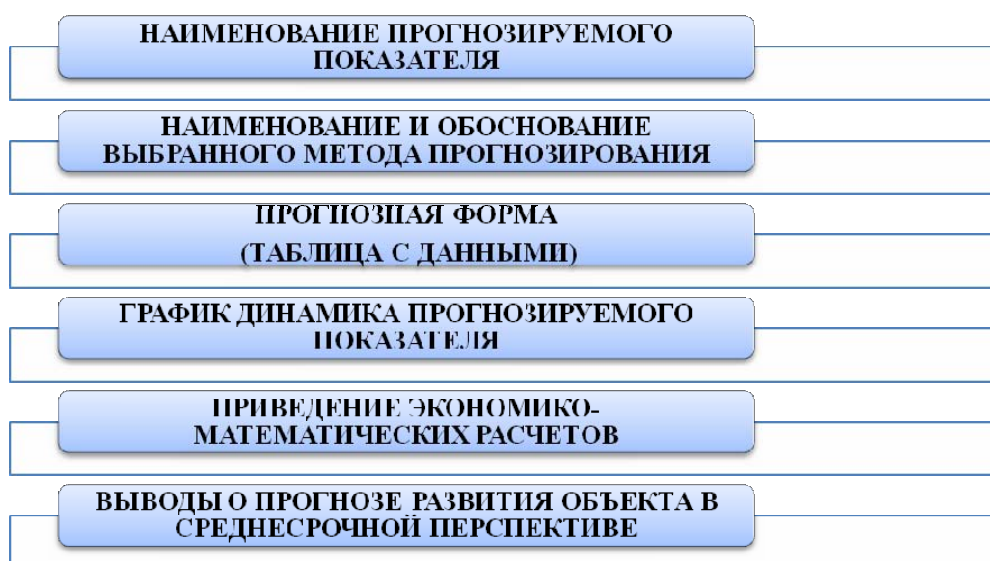 НАИМЕНОВАНИЕ ПРОГНОЗИРУЕМОГО
ПОКАЗАТЕЛЯ
НАИМЕНОВАНИЕ И ОБОСНОВАНИЕ
ВЫБРАННОГО МЕТОДА ПРОГНОЗИРОВАНИЯ
ПРОГНОЗНАЯ ФОРМА
(ТАБЛИЦА С ДАННЫМИ)
ГРАФИК ДИНАМИКА ПРОГНОЗИРУЕМОГО
ПОКАЗАТЕЛЯ
ПРИВЕДЕНИЕ ЭКОНОМИКО-
МАТЕМАТИЧЕСКИХ РАСЧЕТОВ
ВЫВОДЫ О ПРОГНОЗЕ РАЗВИТИЯ ОБЪЕКТА В
СРЕДНЕСРОЧНОЙ ПЕРСПЕКТИВЕ